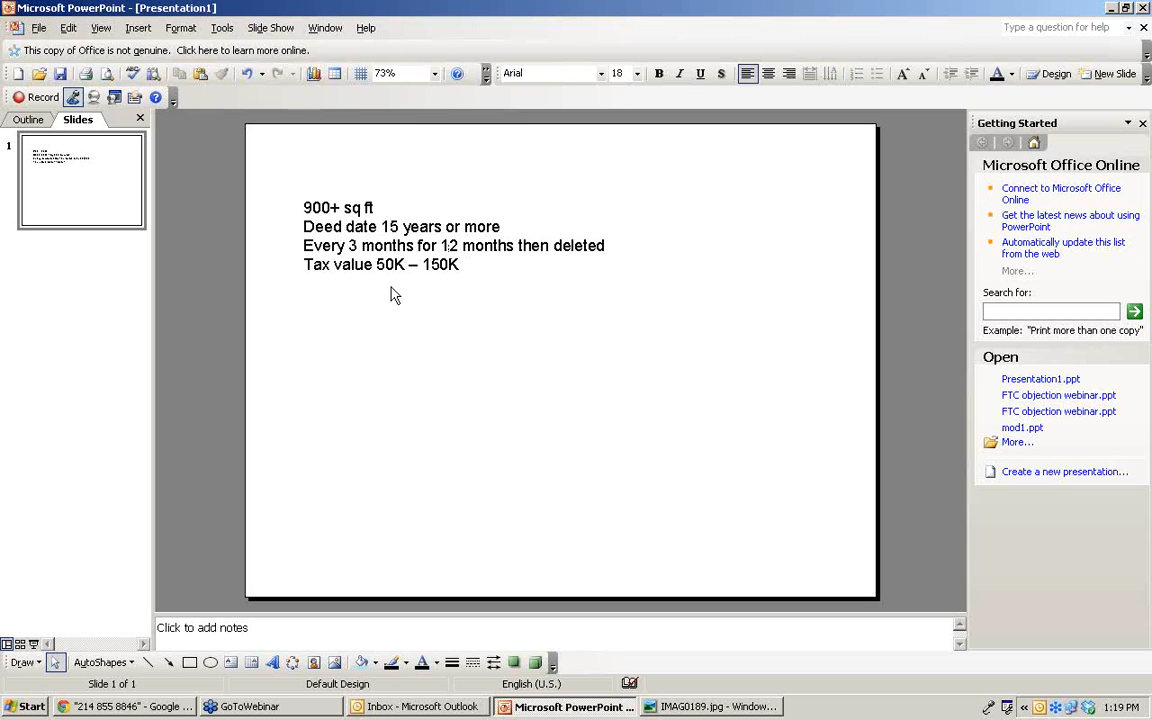 Microsoft PowerPoint - [Presentation1]
File Edit View Insert Format Tools Slide Show Window Help
Type a question for help
This copy of Office is not genuine. Click here to learn more online.
73%
Arial
18
B I U S
A A
A
Design
New Slide
Record
Outline
Slides
Getting Started
1
Microsoft Office Online
Connect to Microsoft Office Online
Get the latest news about using PowerPoint
Automatically update this list from the web
More...
Search for:
Example: "Print more than one copy"
Open
Presentation1.ppt
FTC objection webinar.ppt
FTC objection webinar.ppt
mod1.ppt
More...
Create a new presentation...
900+ sq ft
Deed date 15 years or more
Every 3 months for 12 months then deleted
Tax value 50K – 150K
Click to add notes
Draw
AutoShapes
Slide 1 of 1
Default Design
English (U.S.)
Start
"214 855 8846" - Google ...
GoToWebinar
Inbox - Microsoft Outlook
Microsoft PowerPoint ...
IMAG0189.jpg - Window...
1:19 PM